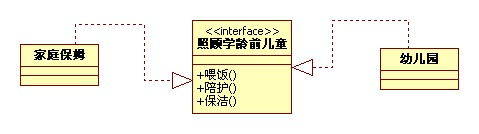 <<interface>>
照顾学龄前儿童
家庭保姆
幼儿园
+喂饭()
+陪护()
+保洁()